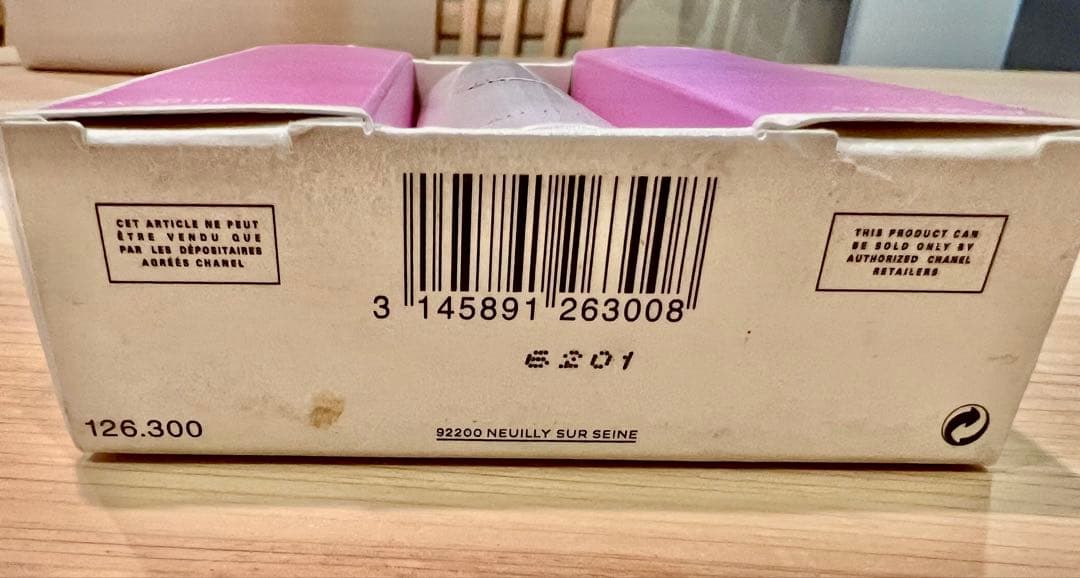 CET ARTICLE NE PEUT
ÊTRE VENDU QUE
PAR LES DÉPOSITAIRES
AGRÉÉS CHANEL
THIS PRODUCT CAN
BE SOLD ONLY BY
AUTHORIZED CHANEL
RETAILERS
3 145891 263008
6201
126.300
92200 NEUILLY SUR SEINE